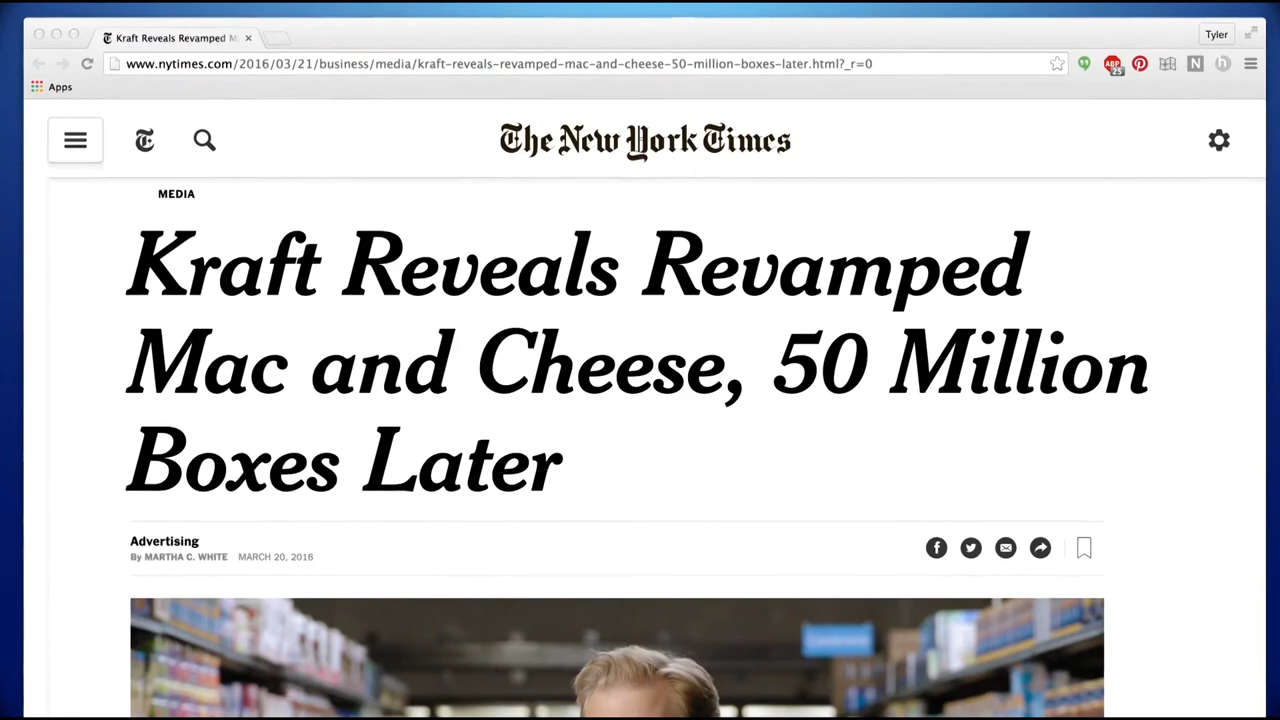 Kraft Reveals Revamped M
Tyler
www.nytimes.com/2016/03/21/business/media/kraft-reveals-revamped-mac-and-cheese-50-million-boxes-later.html?_r=0
ABP
23
N
h
Apps
The New York Times
MEDIA
Kraft Reveals Revamped
Mac and Cheese, 50 Million
Boxes Later
Advertising
By MARTHA C. WHITE MARCH 20, 2016